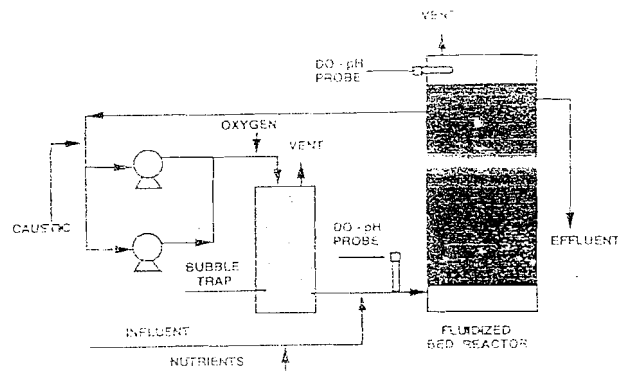 VENT
DO - pH
PROBE
OXYGEN
VENT
CAUSTIC
DO - pH
PROBE
EFFLUENT
BUBBLE
TRAP
INFLUENT
FLUIDIZED
BED REACTOR
NUTRIENTS